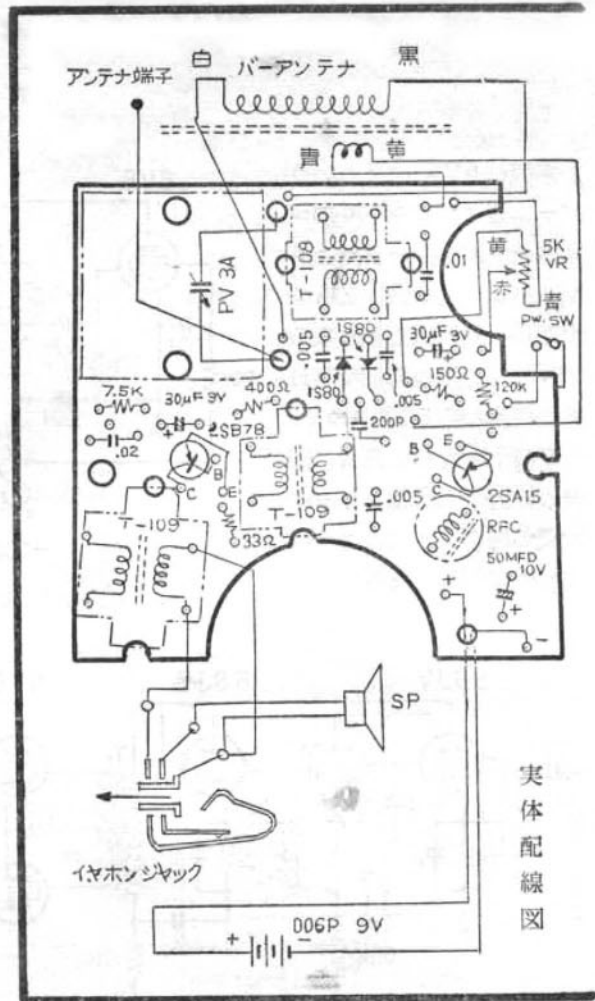 白 バーアンテナ 黒
アンテナ端子
青 黄
PV 3A
T-108
.01
黄
赤
5K
VR
青
PW.SW
.005
1S80
1S80
.005
30μF 3V
+
150Ω
120K
7.5K
30μF 9V
+
400Ω
200P
.02
2SB78
B
C
E
B
E
C
2SA15
T-109
T-109
33Ω
.005
RFC
50MFD
10V
+
+
-
SP
イヤホンジャック
実体配線図
+ 006P 9V -